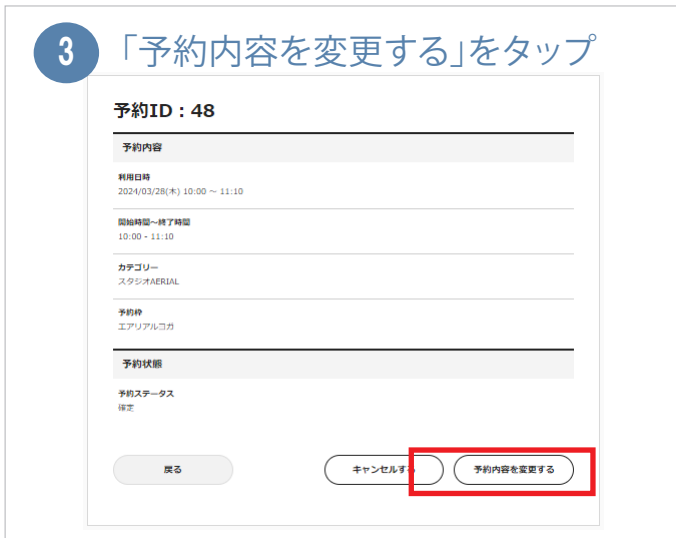 3 「予約内容を変更する」をタップ
予約ID：48
予約内容
利用日時
2024/03/28(木) 10:00 ～ 11:10
開始時間～終了時間
10:00 - 11:10
カテゴリー
スタジオAERIAL
予約枠
エアリアルヨガ
予約状態
予約ステータス
確定
戻る キャンセルする 予約内容を変更する